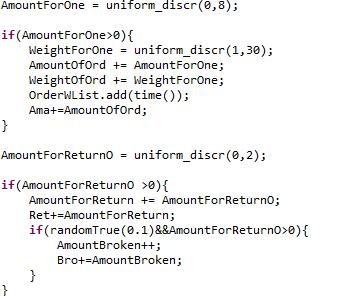 AmountForOne = uniform_discr(0,8);
if(AmountForOne>0){
WeightForOne = uniform_discr(1,30);
AmountOfOrd += AmountForOne;
WeightOfOrd += WeightForOne;
OrderWList.add(time());
Ama+=AmountOfOrd;
}
AmountForReturnO = uniform_discr(0,2);
if(AmountForReturnO >0){
AmountForReturn += AmountForReturnO;
Ret+=AmountForReturn;
if(randomTrue(0.1)&&AmountForReturnO>0){
AmountBroken++;
Bro+=AmountBroken;
}
}